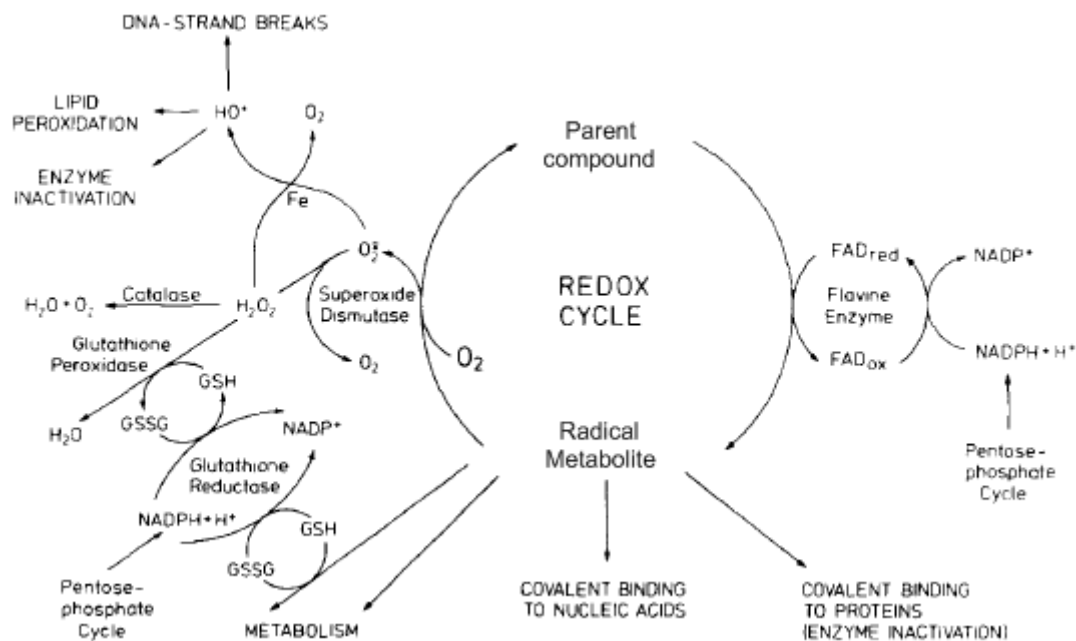 DNA-STRAND BREAKS
LIPID
PEROXIDATION
HO•
O₂
ENZYME
INACTIVATION
Fe
Parent
compound
O₂
REDOX
CYCLE
FADred
NADP⁺
H₂O + O₂
Catalase
H₂O₂
Superoxide
Dismutase
Flavine
Enzyme
Glutathione
Peroxidase
O₂
O₂
FADox
NADPH + H⁺
GSH
GSSG
H₂O
NADP⁺
Radical
Metabolite
Glutathione
Reductase
Pentose-
phosphate
Cycle
NADPH + H⁺
GSH
GSSG
Pentose-
phosphate
Cycle
METABOLISM
COVALENT BINDING
TO NUCLEIC ACIDS
COVALENT BINDING
TO PROTEINS
(ENZYME INACTIVATION)